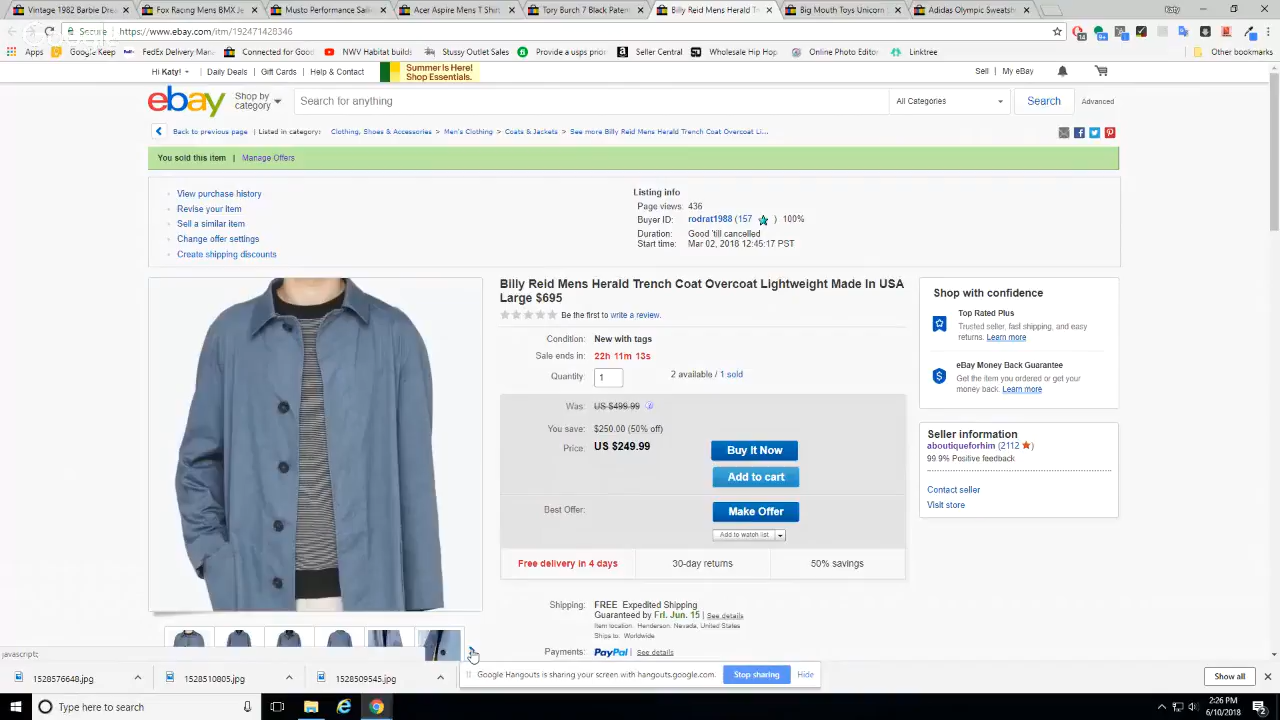 Vintage 1982 Barbie Dres
Fox Racing Mens BMX Je
Musto Performance Saili
Acer Aspire Mens T Shirt
Tory Burch 7 Black Paten
Billy Reid Mens Herald Tr
Big Mouth Toys Unicorn
Adidas Olympic Sweatsh
Secure | https://www.ebay.com/itm/192471428346
Apps
FedEx Delivery Man
Connected for Good
NWV Habitat buildin
Stussy Outlet Sales
Provide a usps prior
Seller Central
Wholesale Hip Hop
Online Photo Editor
Linktree
Other bookmarks
Hi Katy!
Daily Deals
Gift Cards
Help & Contact
Summer Is Here!
Shop Essentials.
Sell
My eBay
ebay
Shop by
category
Search for anything
All Categories
Search
Advanced
Back to previous page | Listed in category:
Clothing, Shoes & Accessories
Men's Clothing
Coats & Jackets
See more Billy Reid Mens Herald Trench Coat Overcoat Li...
You sold this item | Manage Offers
View purchase history
Revise your item
Sell a similar item
Change offer settings
Create shipping discounts
Listing info
Page views: 436
Buyer ID: rodrat1988 (157 ) 100%
Duration: Good 'till cancelled
Start time: Mar 02, 2018 12:45:17 PST
Billy Reid Mens Herald Trench Coat Overcoat Lightweight Made In USA
Large $695
Be the first to write a review.
Condition: New with tags
Sale ends in: 22h 11m 13s
Quantity: 1
2 available / 1 sold
Was: US $499.99
You save: $250.00 (50% off)
Price: US $249.99
Buy It Now
Add to cart
Best Offer:
Make Offer
Add to watch list
Free delivery in 4 days
30-day returns
50% savings
Shipping: FREE Expedited Shipping
Guaranteed by Fri. Jun. 15 | See details
Item location: Henderson, Nevada, United States
Ships to: Worldwide
Payments: PayPal | See details
Shop with confidence
Top Rated Plus
Trusted seller, fast shipping, and easy
returns. Learn more
eBay Money Back Guarantee
Get the item you ordered or get your
money back. Learn more
Seller information
aboutiqueforhim (2112 )
99.9% Positive feedback
Contact seller
Visit store
javascript:;
1528510805.jpg
1528509545.jpg
Google Hangouts is sharing your screen with hangouts.google.com.
Stop sharing
Hide
Show all
Type here to search
2:26 PM
6/10/2018